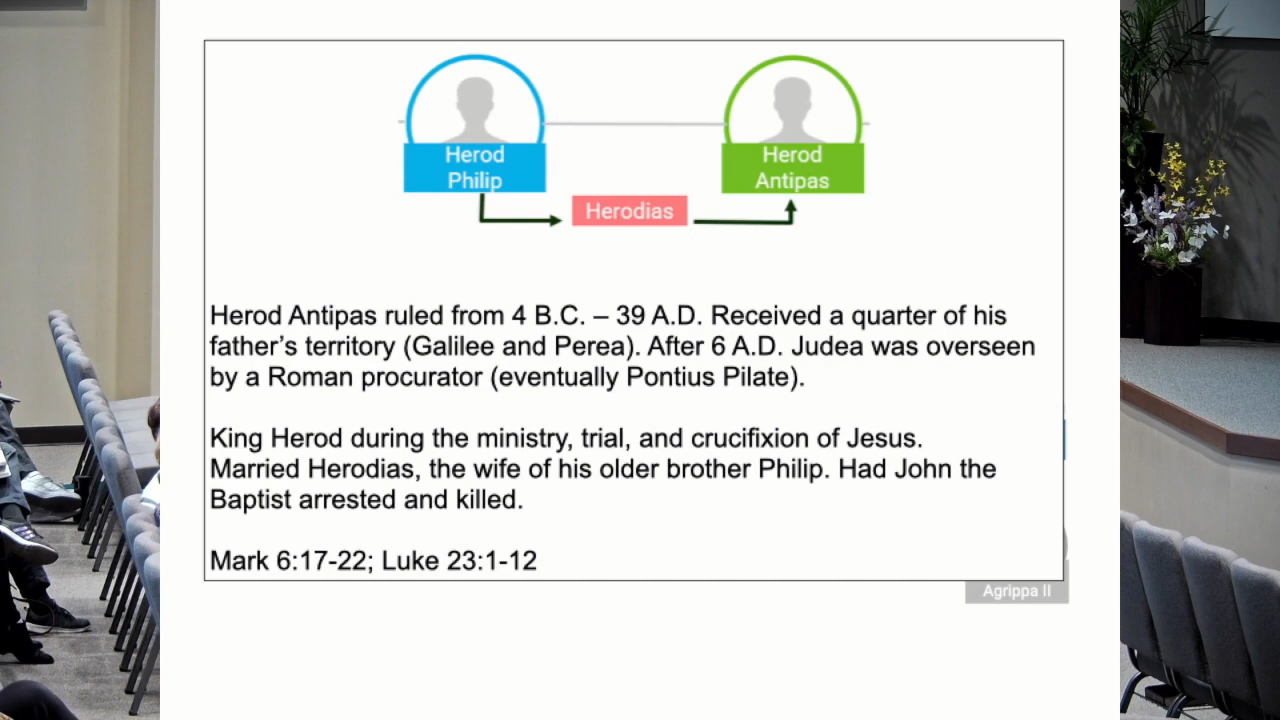 Herod
Philip
Herod
Antipas
Herodias
Herod Antipas ruled from 4 B.C. – 39 A.D. Received a quarter of his
father's territory (Galilee and Perea). After 6 A.D. Judea was overseen
by a Roman procurator (eventually Pontius Pilate).
King Herod during the ministry, trial, and crucifixion of Jesus.
Married Herodias, the wife of his older brother Philip. Had John the
Baptist arrested and killed.
Mark 6:17-22; Luke 23:1-12
Agrippa II